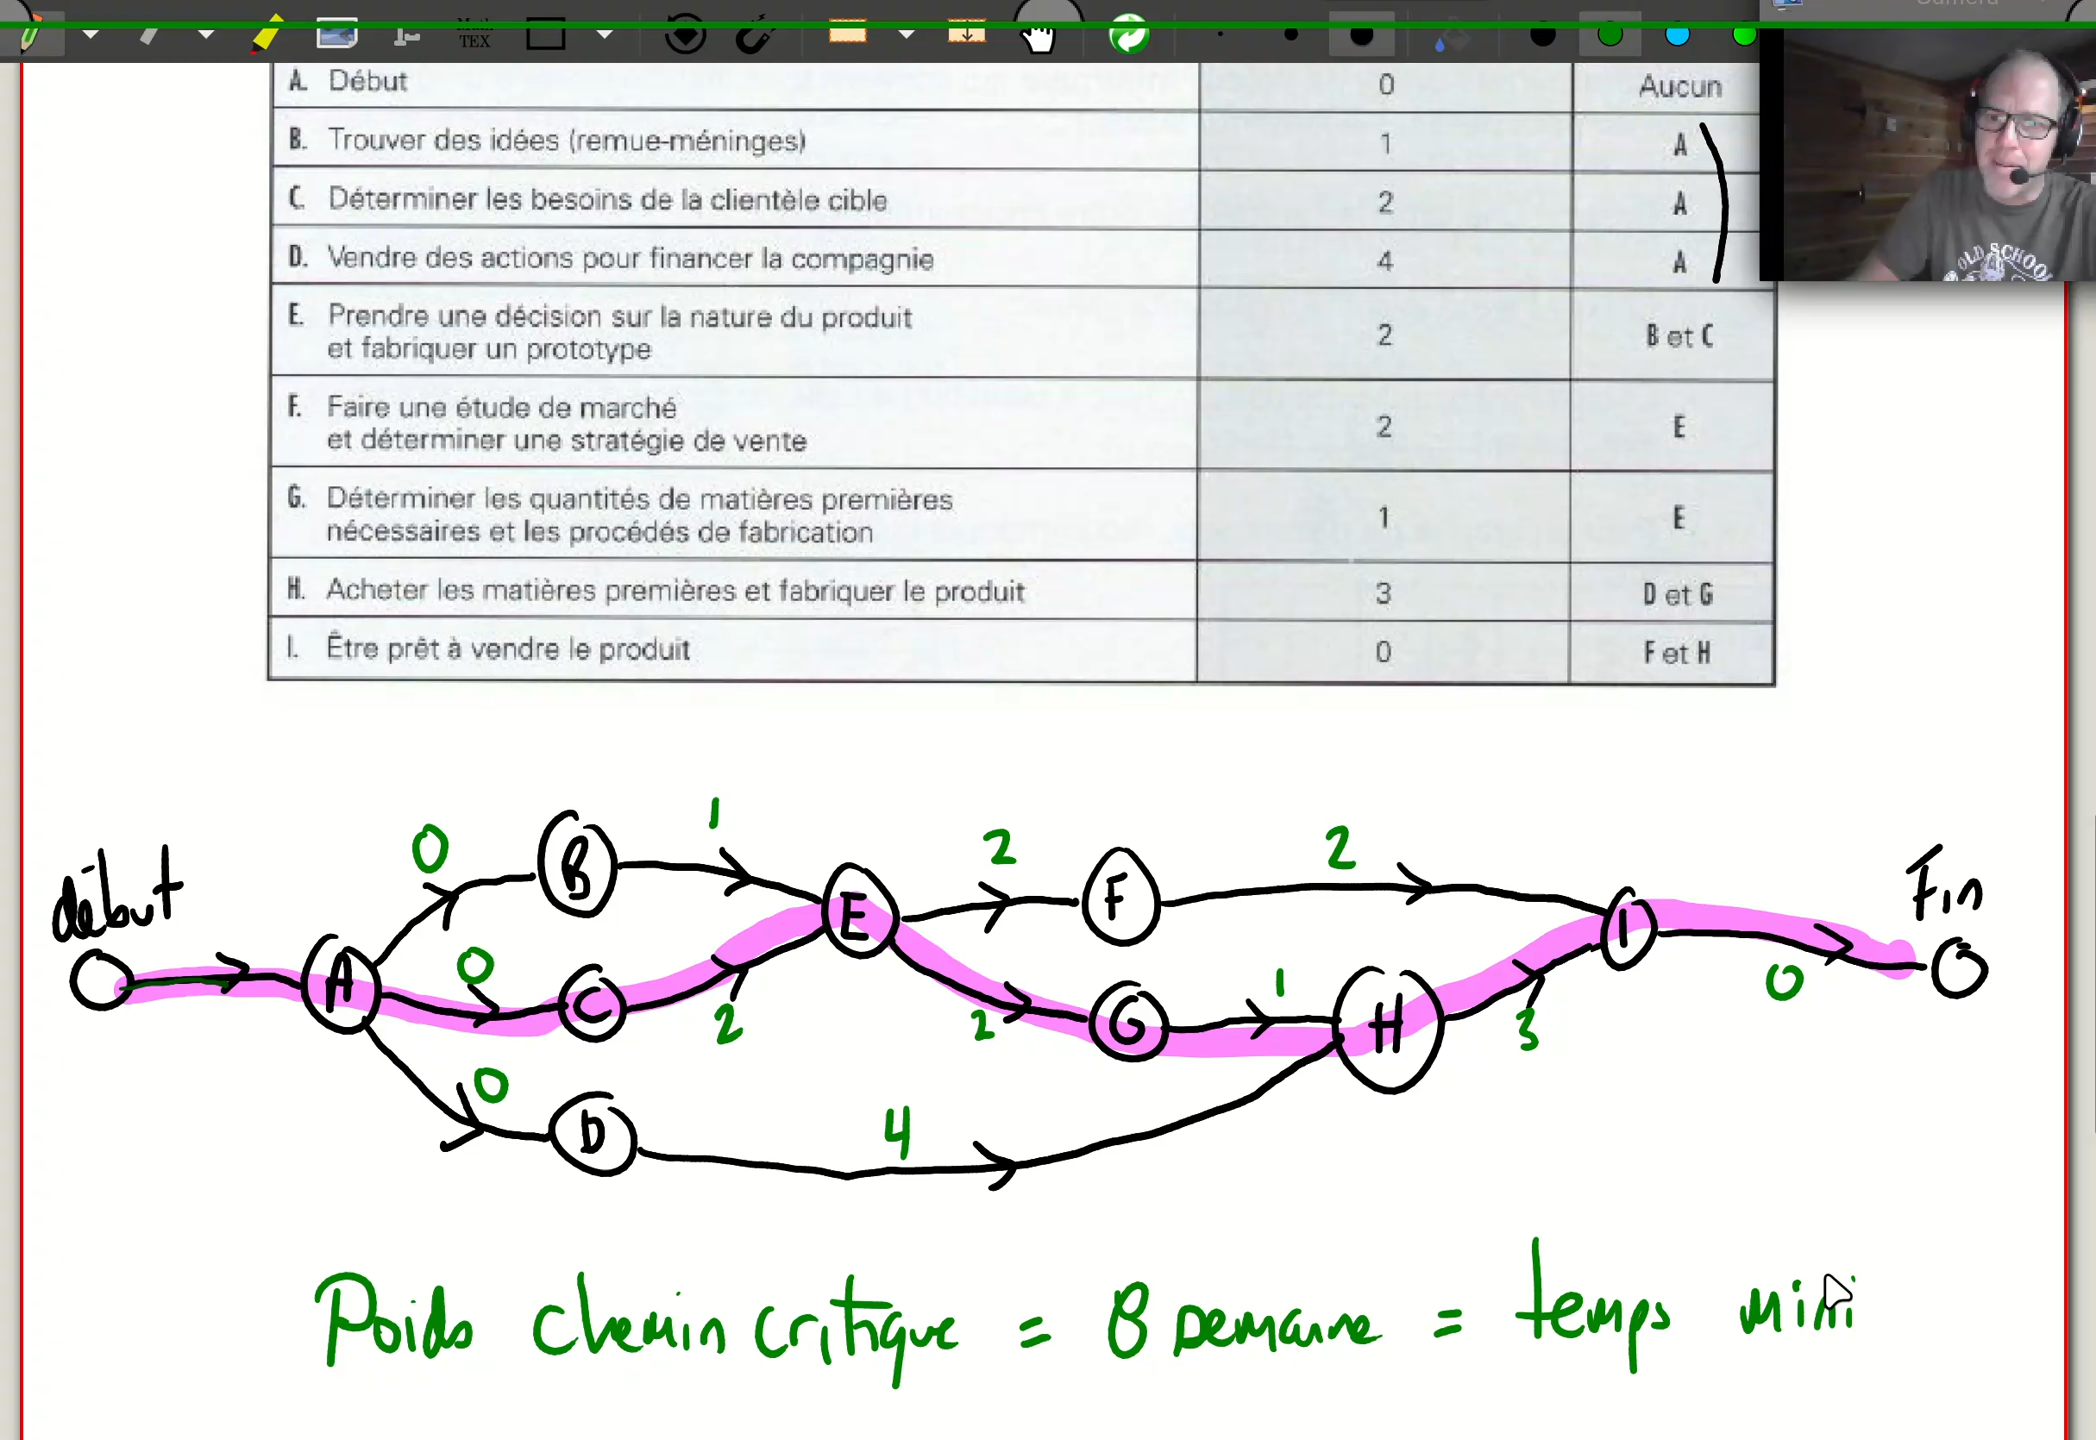 Math
TEX
Camera
A. Début 0 Aucun
B. Trouver des idées (remue-méninges) 1 A
C. Déterminer les besoins de la clientèle cible 2 A
D. Vendre des actions pour financer la compagnie 4 A
E. Prendre une décision sur la nature du produit
et fabriquer un prototype 2 B et C
F. Faire une étude de marché
et déterminer une stratégie de vente 2 E
G. Déterminer les quantités de matières premières
nécessaires et les procédés de fabrication 1 E
H. Acheter les matières premières et fabriquer le produit 3 D et G
I. Être prêt à vendre le produit 0 F et H
OLD SCHOOL
début 0 B 1 E 2 F 2 I Fin
A 0 C 2 2 G 1 H 3 0
0 D 4
Poids chemin critique = 8 semaine = temps mini